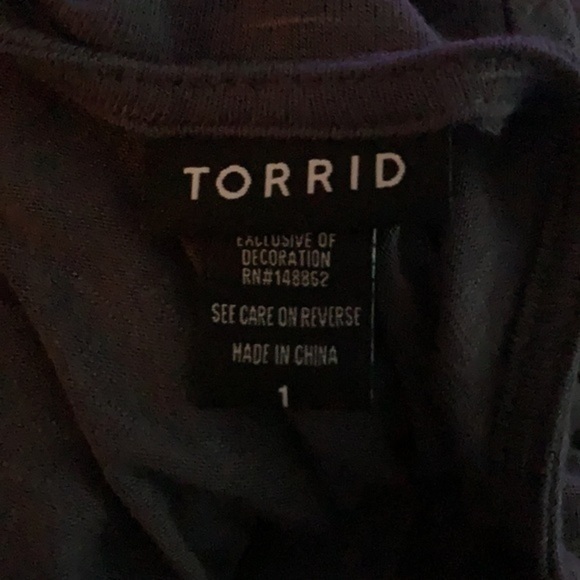 TORRID
EXCLUSIVE OF
DECORATION
RN#148852
SEE CARE ON REVERSE
MADE IN CHINA
1